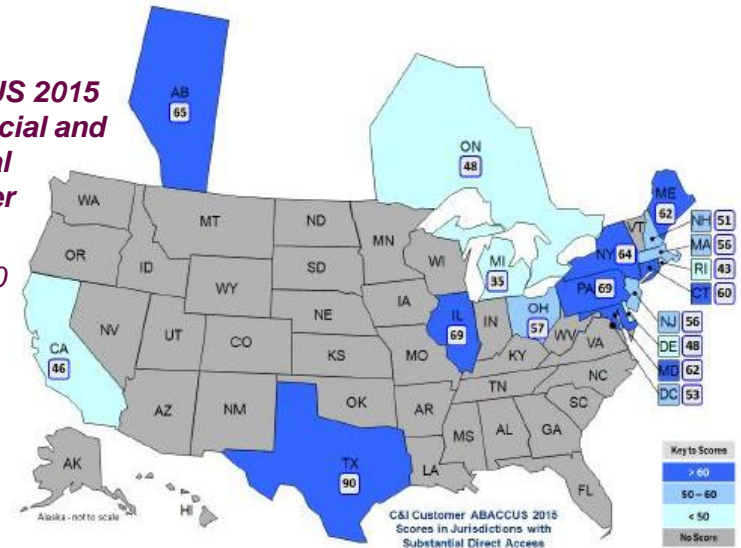 US 2015
cial and
al
er
0
AB
65
ON
48
WA
MT
ND
MN
OR
ID
SD
WI
MI
35
WY
IA
NE
NV
UT
CO
KS
MO
IL
69
IN
OH
57
KY
WV
VA
PA
69
NY
64
VT
ME
62
NH 51
MA 56
RI 43
CT 60
NJ 56
DE 48
MD 62
DC 53
CA
46
AZ
NM
OK
AR
TN
NC
SC
MS
AL
GA
LA
FL
TX
90
AK
Alaska - not to scale
HI
C&I Customer ABACCUS 2015
Scores in Jurisdictions with
Substantial Direct Access
Key to Scores
> 60
50 – 60
< 50
No Score